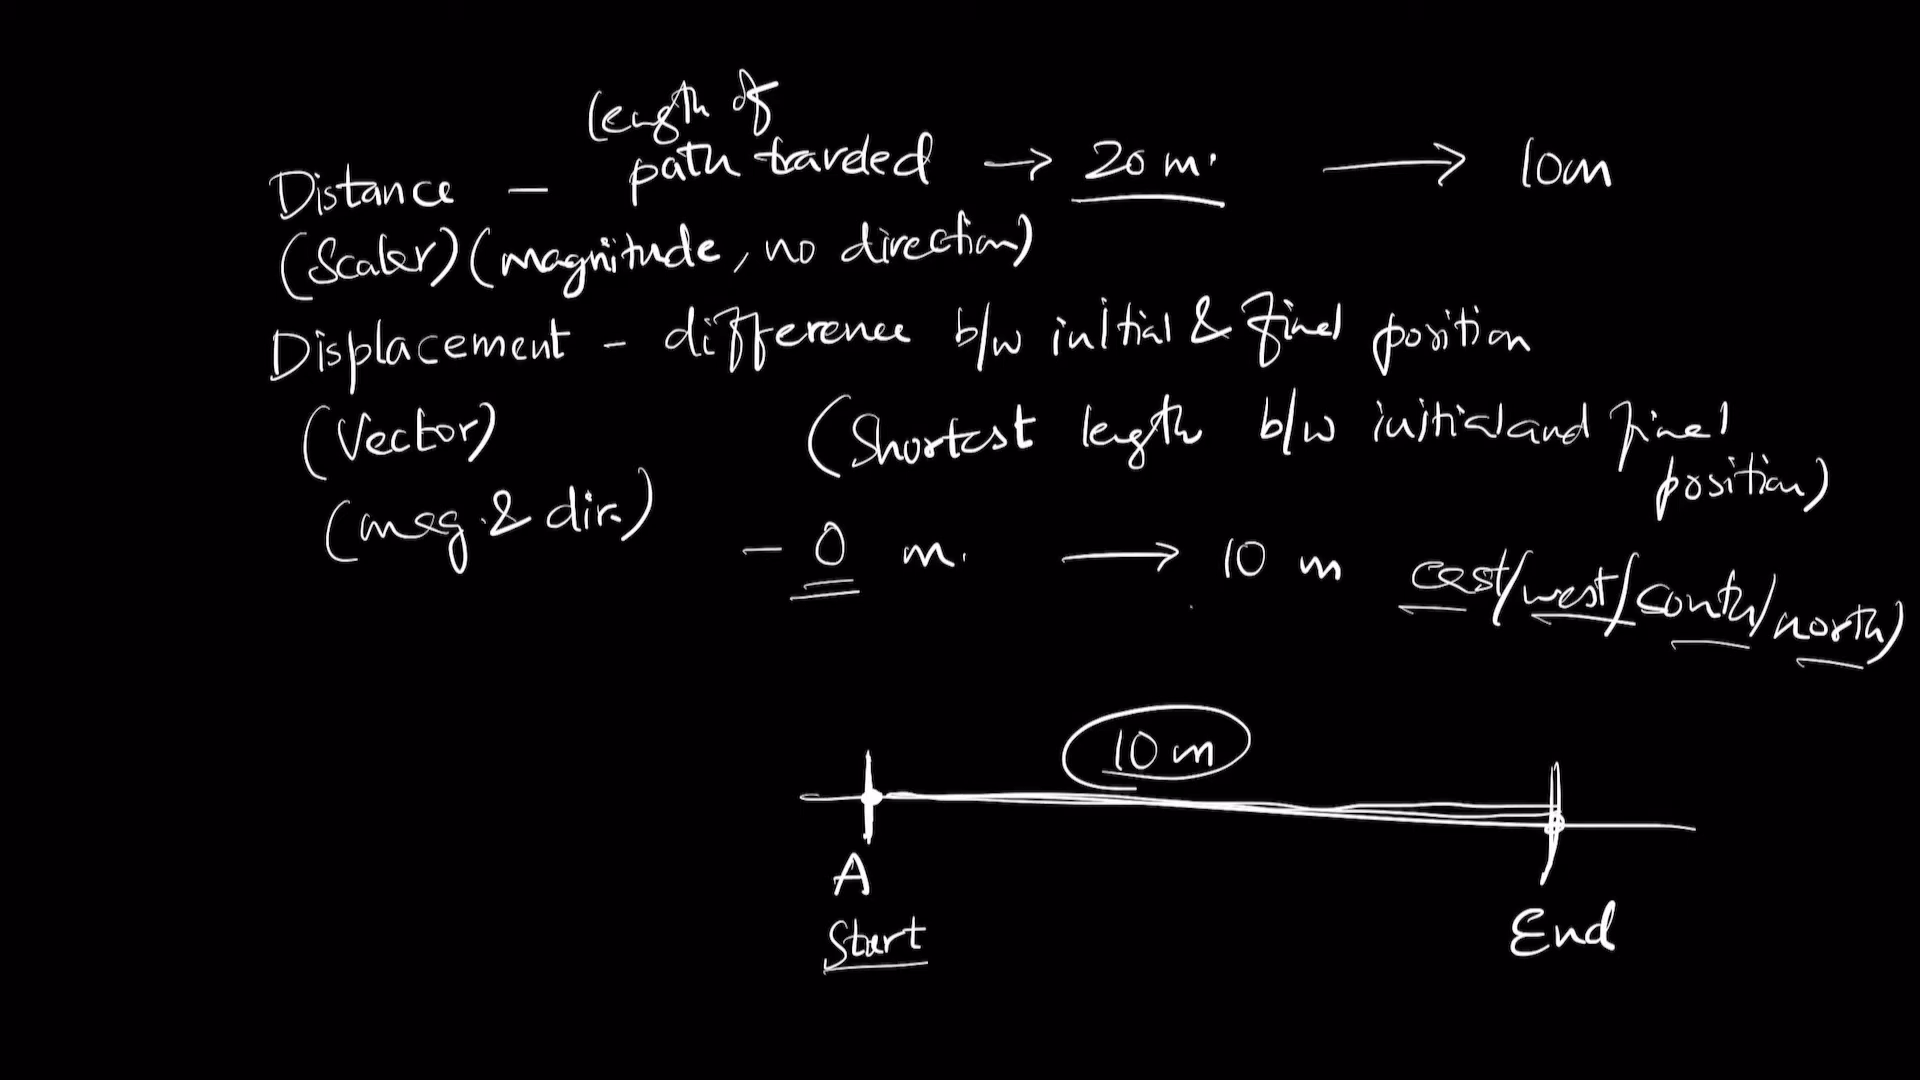 length of
Distance - path travded → 20 m. → 10m
(Scaler) (magnitude, no direction)
Displacement - difference b/w initial & final position
(Vector) (Shortest length b/w initial and final
position)
(mag. & dir.)
- 0 m. → 10 m east/west/south/north)
10 m
A
Start
End